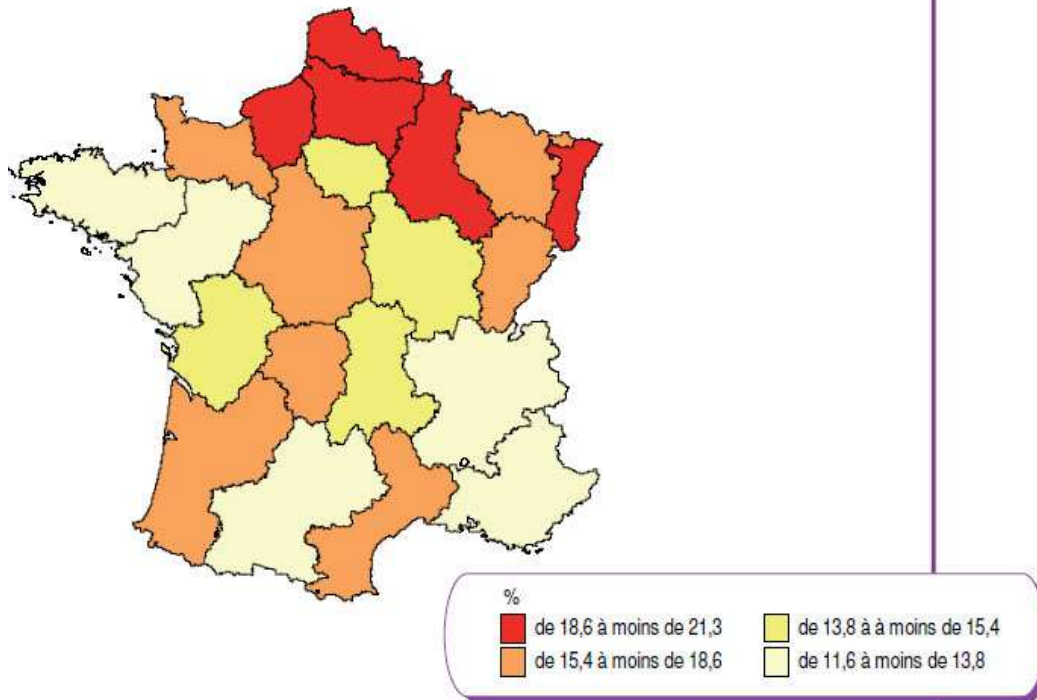 %
de 18,6 à moins de 21,3
de 15,4 à moins de 18,6
de 13,8 à à moins de 15,4
de 11,6 à moins de 13,8